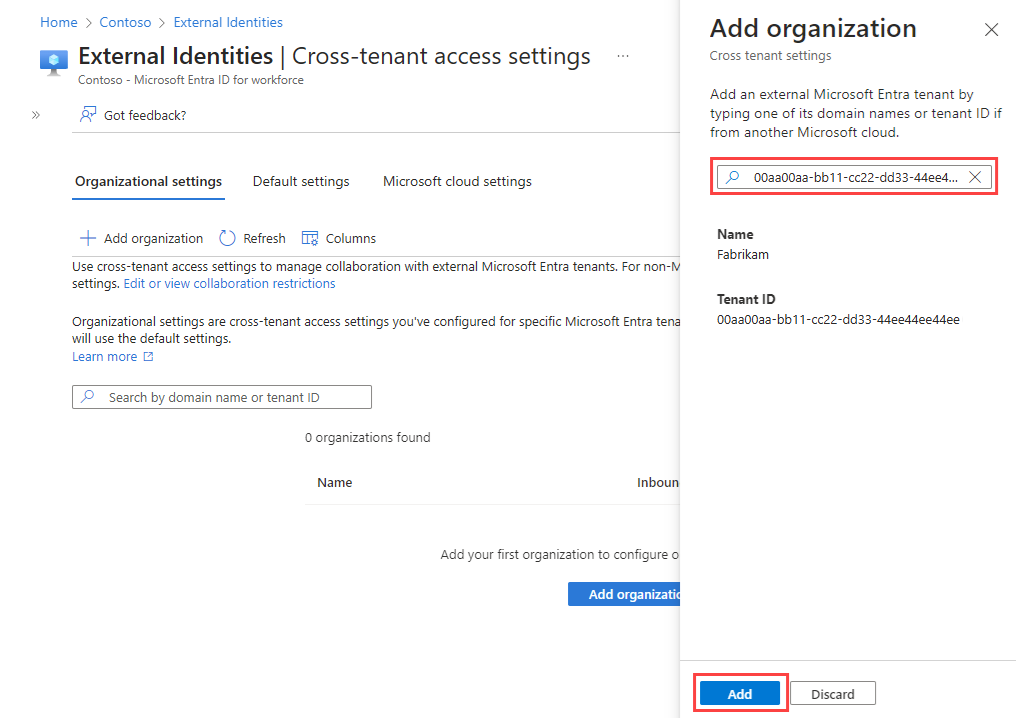 Home > Contoso > External Identities
External Identities | Cross-tenant access settings ...
Contoso - Microsoft Entra ID for workforce
Got feedback?
Organizational settings Default settings Microsoft cloud settings
Add organization Refresh Columns
Use cross-tenant access settings to manage collaboration with external Microsoft Entra tenants. For non-M
settings. Edit or view collaboration restrictions
Organizational settings are cross-tenant access settings you've configured for specific Microsoft Entra tena
will use the default settings.
Learn more
Search by domain name or tenant ID
0 organizations found
Name Inboun
Add your first organization to configure o
Add organizatio
Add organization
Cross tenant settings
Add an external Microsoft Entra tenant by
typing one of its domain names or tenant ID if
from another Microsoft cloud.
00aa00aa-bb11-cc22-dd33-44ee4...
Name
Fabrikam
Tenant ID
00aa00aa-bb11-cc22-dd33-44ee44ee44ee
Add Discard